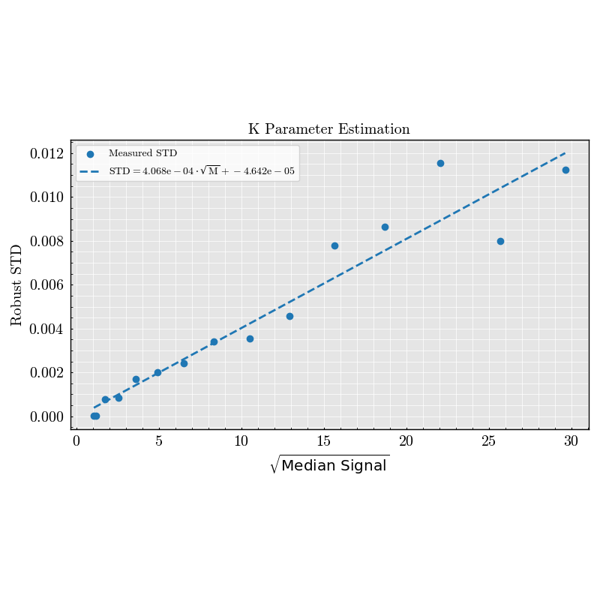 K Parameter Estimation
Measured STD
STD = 4.068e − 04 · √M + − 4.642e − 05
Robust STD
0.012
0.010
0.008
0.006
0.004
0.002
0.000
0 5 10 15 20 25 30
√Median Signal